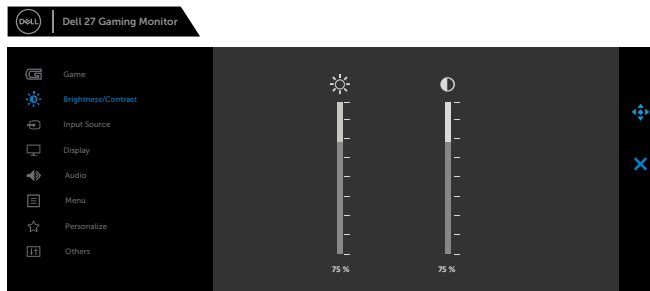 DELL
Dell 27 Gaming Monitor
Game
Brightness/Contrast
Input Source
Display
Audio
Menu
Personalize
Others
75 %
75 %